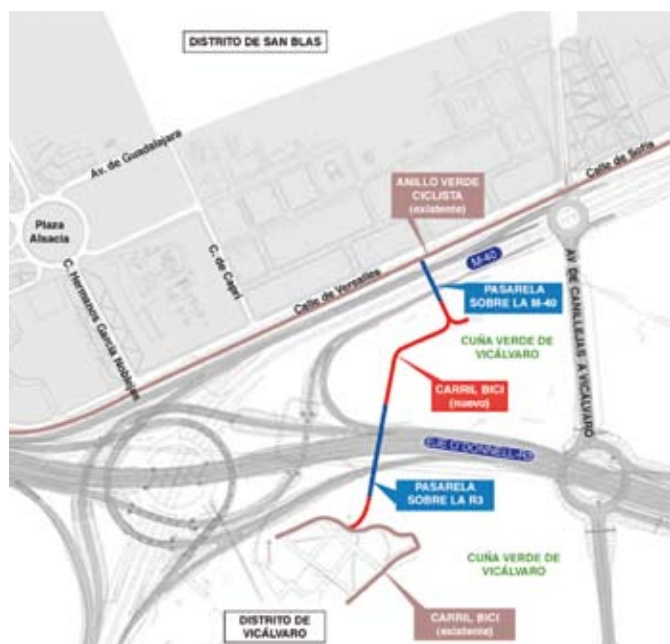 DISTRITO DE SAN BLAS
Av. de Guadalajara
Calle de Sofía
ANILLO VERDE
CICLISTA
(existente)
Plaza
Alsacia
C. de Capri
M-40
C. Hermanos García Noblejas
Calle de Versalles
PASARELA
SOBRE LA M-40
AV DE CANILLEJAS A VICÁLVARO
CUÑA VERDE DE
VICÁLVARO
CARRIL BICI
(nuevo)
EJE O'DONNELL-R3
PASARELA
SOBRE LA R3
CUÑA VERDE DE
VICÁLVARO
DISTRITO DE
VICÁLVARO
CARRIL BICI
(existente)